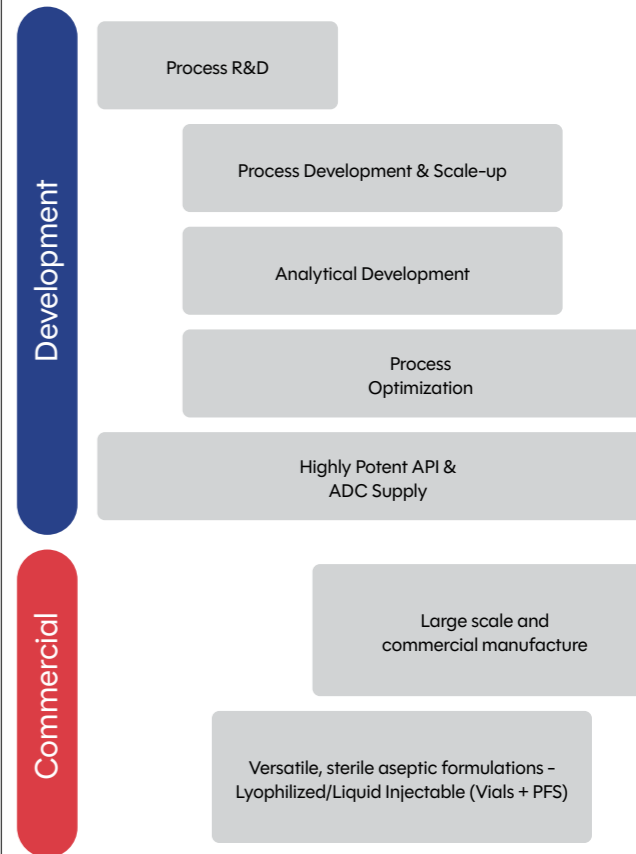 Development
Process R&D
Process Development & Scale-up
Analytical Development
Process
Optimization
Highly Potent API &
ADC Supply
Commercial
Large scale and
commercial manufacture
Versatile, sterile aseptic formulations -
Lyophilized/Liquid Injectable (Vials + PFS)